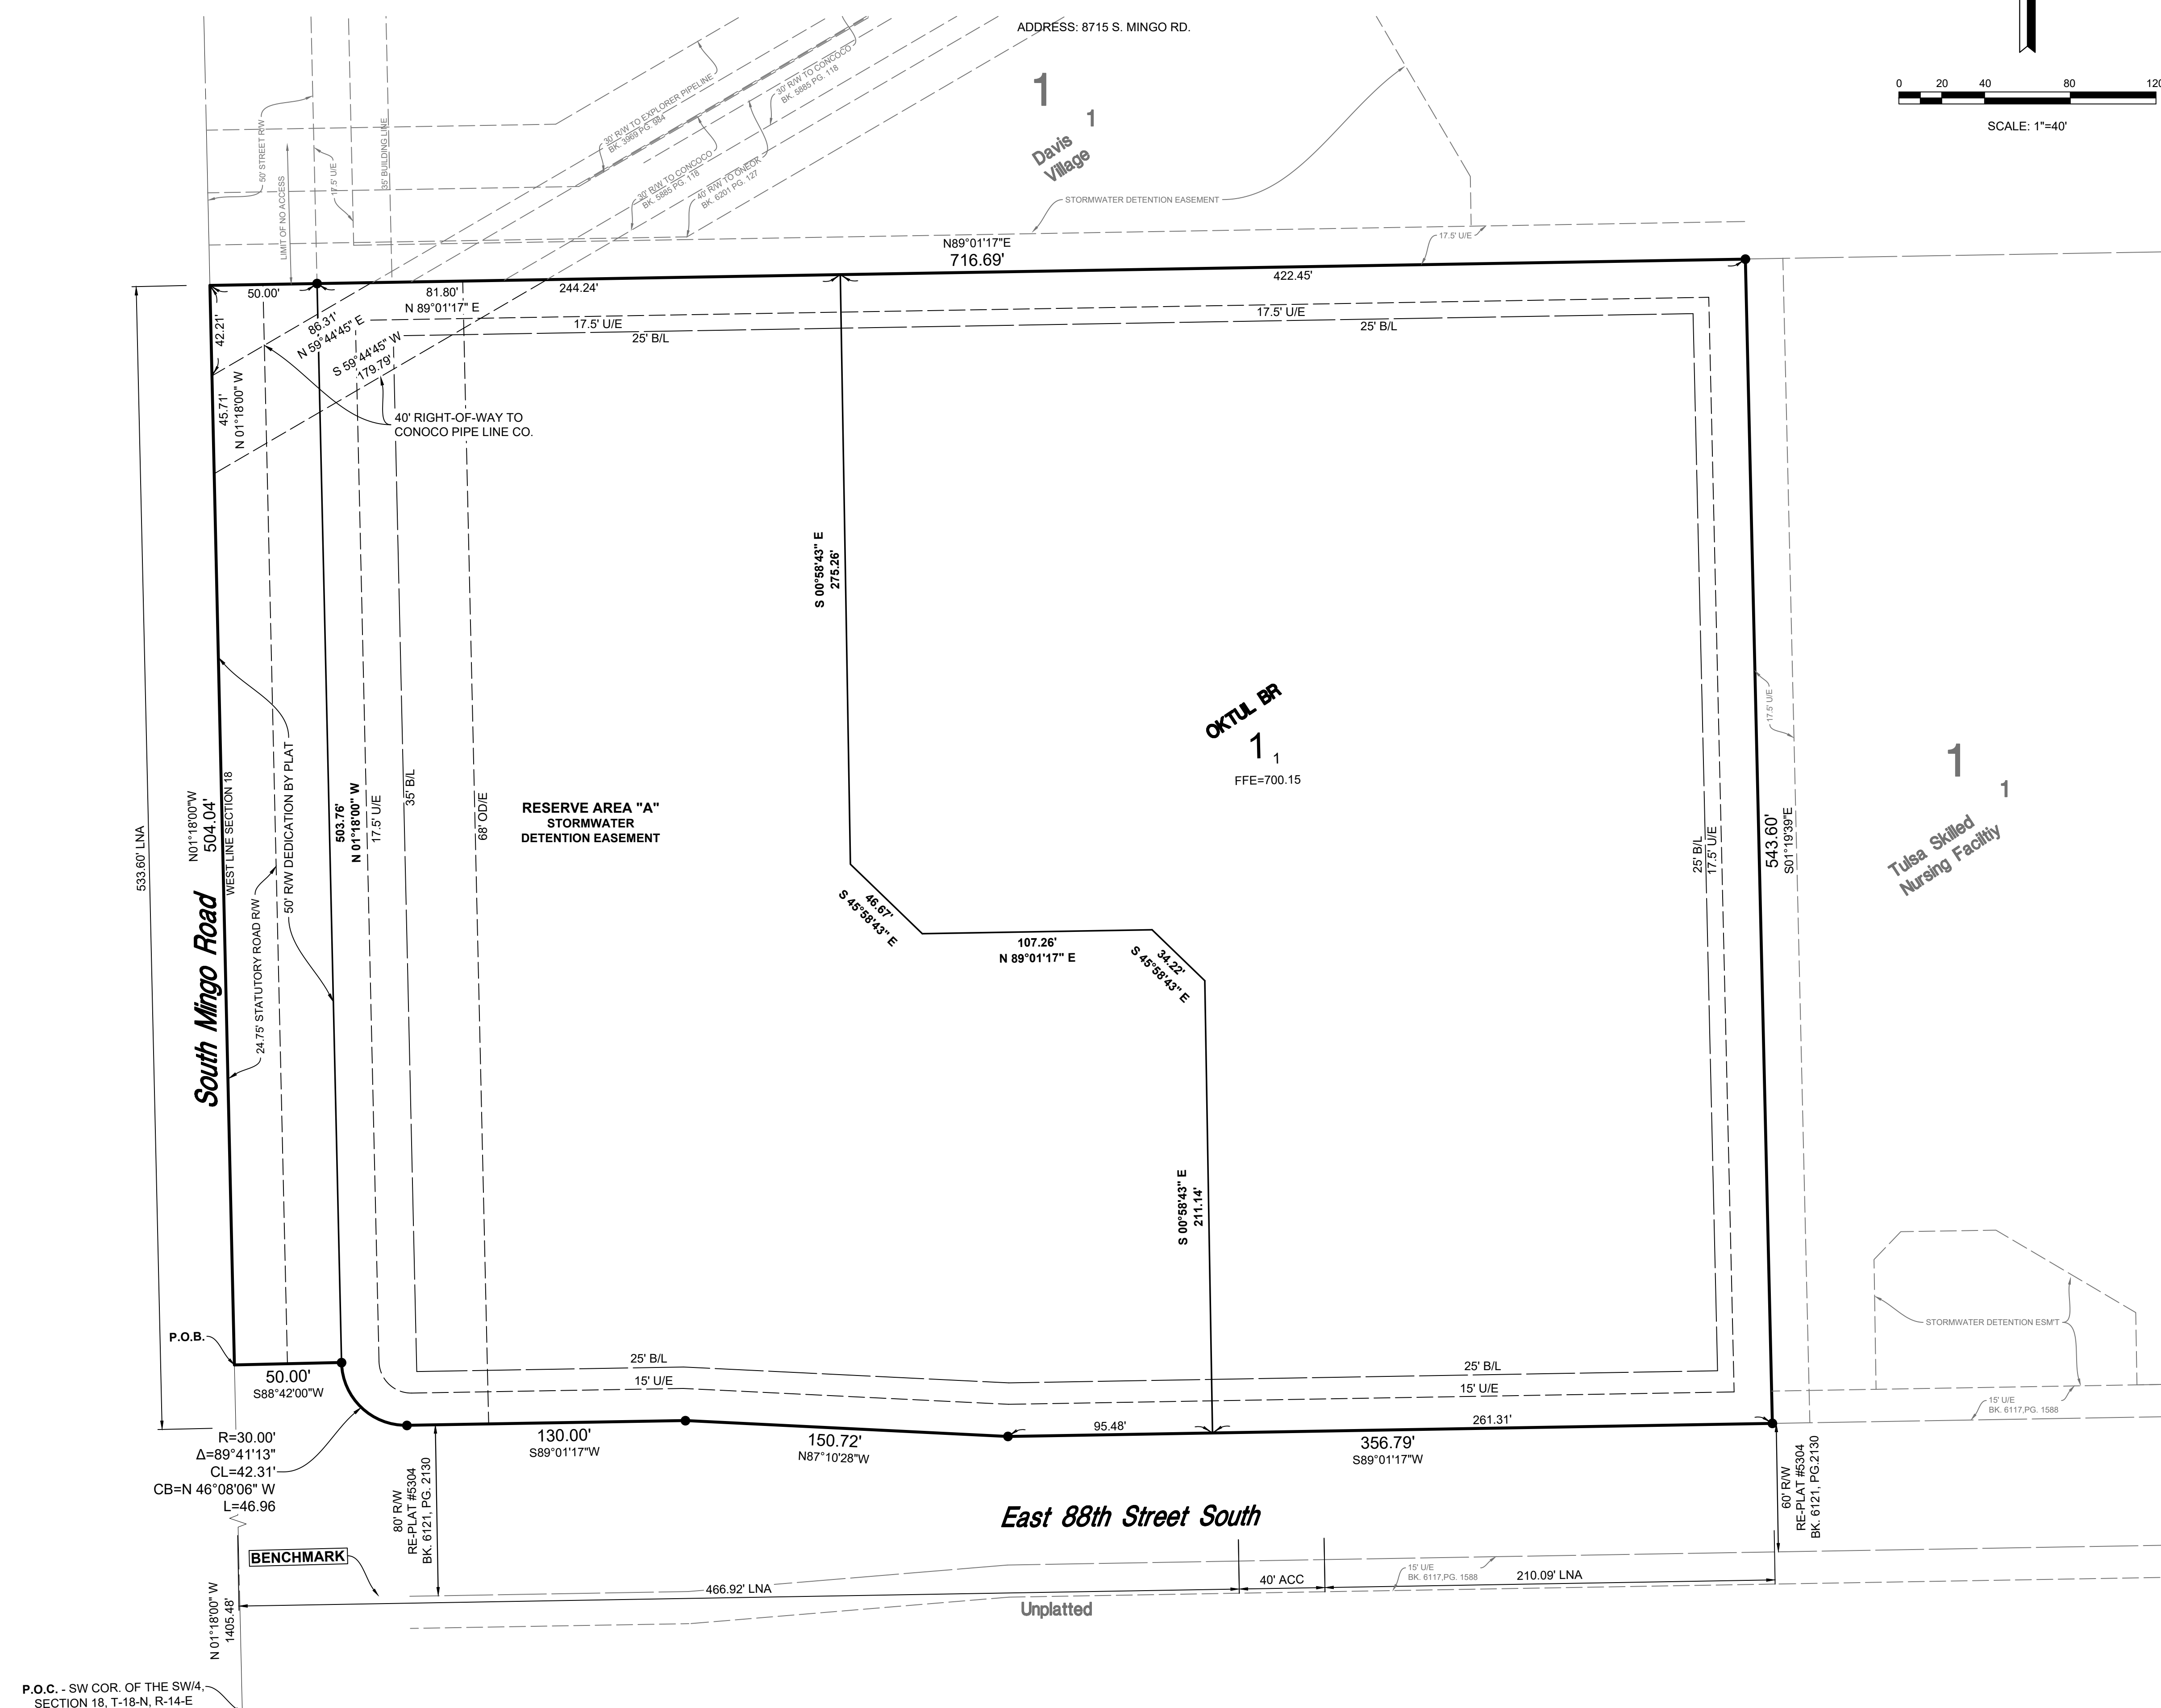 ADDRESS: 8715 S. MINGO RD.
1
1
Davis
Village
0 20 40 80 120
SCALE: 1"=40'
50' STREET R/W
LIMIT OF NO ACCESS
17.5' U/E
35' BUILDING LINE
30' R/W TO EXPLORER PIPELINE
BK. 3969 PG. 984
30' R/W TO CONCOCO
BK. 5885 PG. 118
30' R/W TO CONCOCO
BK. 5885 PG. 118
40' R/W TO ONEOK
BK. 6201 PG. 127
STORMWATER DETENTION EASEMENT
17.5' U/E
N89°01'17"E
716.69'
50.00'
81.80'
N 89°01'17" E
244.24'
422.45'
42.21'
86.31'
N 59°44'45" E
S 59°44'45" W
179.79'
17.5' U/E
25' B/L
17.5' U/E
25' B/L
45.71'
N 01°18'00" W
40' RIGHT-OF-WAY TO
CONOCO PIPE LINE CO.
S 00°58'43" E
275.26'
OKTUL BR
1
1
FFE=700.15
RESERVE AREA "A"
STORMWATER
DETENTION EASEMENT
533.60' LNA
N01°18'00"W
504.04'
WEST LINE SECTION 18
South Mingo Road
24.75' STATUTORY ROAD R/W
50' R/W DEDICATION BY PLAT
503.76'
N 01°18'00" W
17.5' U/E
35' B/L
68' OD/E
46.67'
S 45°58'43" E
107.26'
N 89°01'17" E
34.22'
S 45°58'43" E
S 00°58'43" E
211.14'
25' B/L
17.5' U/E
543.60'
S01°19'39"E
17.5' U/E
1
1
Tulsa Skilled
Nursing Faciltiy
STORMWATER DETENTION ESM'T
15' U/E
BK. 6117,PG. 1588
P.O.B.
50.00'
S88°42'00"W
25' B/L
15' U/E
25' B/L
15' U/E
R=30.00'
Δ=89°41'13"
CL=42.31'
CB=N 46°08'06" W
L=46.96
130.00'
S89°01'17"W
150.72'
N87°10'28"W
95.48'
261.31'
356.79'
S89°01'17"W
80' R/W
RE-PLAT #5304
BK. 6121, PG. 2130
60' R/W
RE-PLAT #5304
BK. 6121, PG.2130
East 88th Street South
BENCHMARK
466.92' LNA
40' ACC
15' U/E
BK. 6117,PG. 1588
210.09' LNA
Unplatted
N 01°18'00" W
1405.48'
P.O.C. - SW COR. OF THE SW/4,
SECTION 18, T-18-N, R-14-E